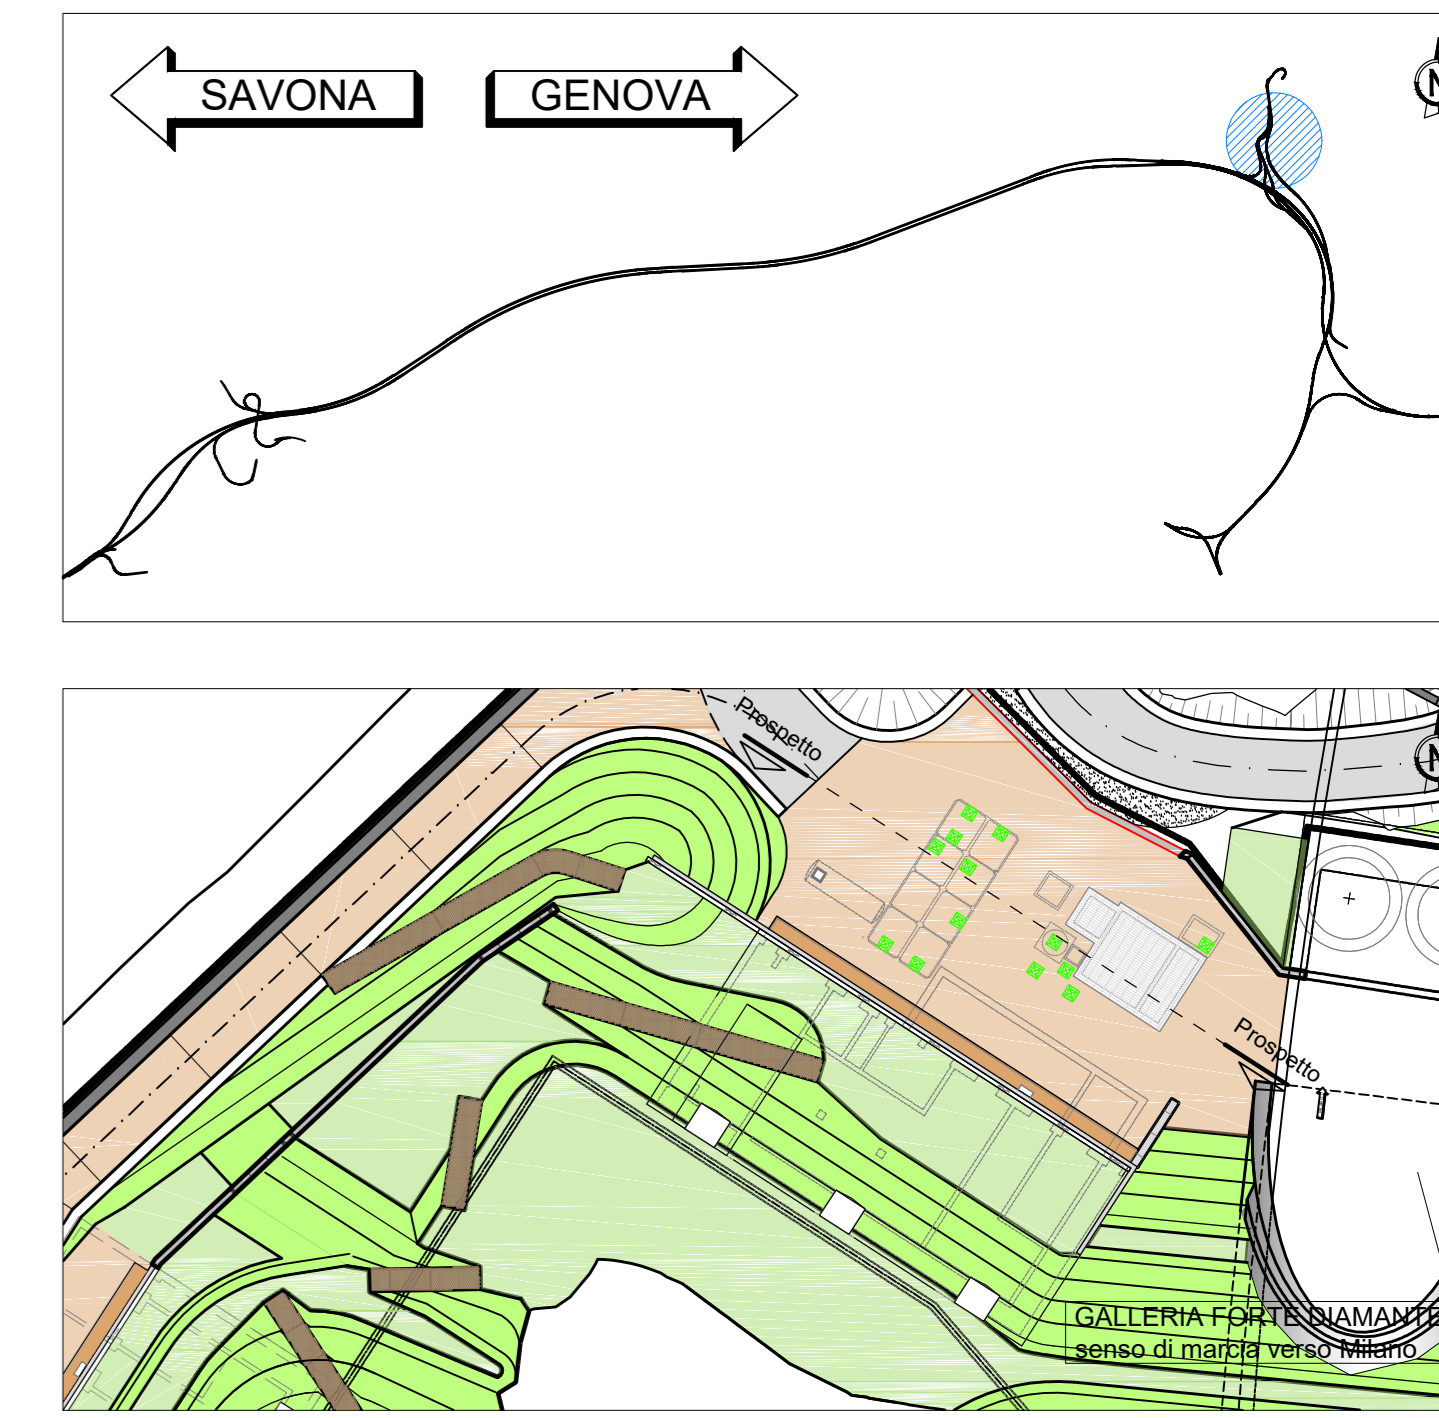 SAVONA
GENOVA
N
Prospetto
N
Prospetto
GALLERIA FORTE DIAMANTE
senso di marcia verso Milano